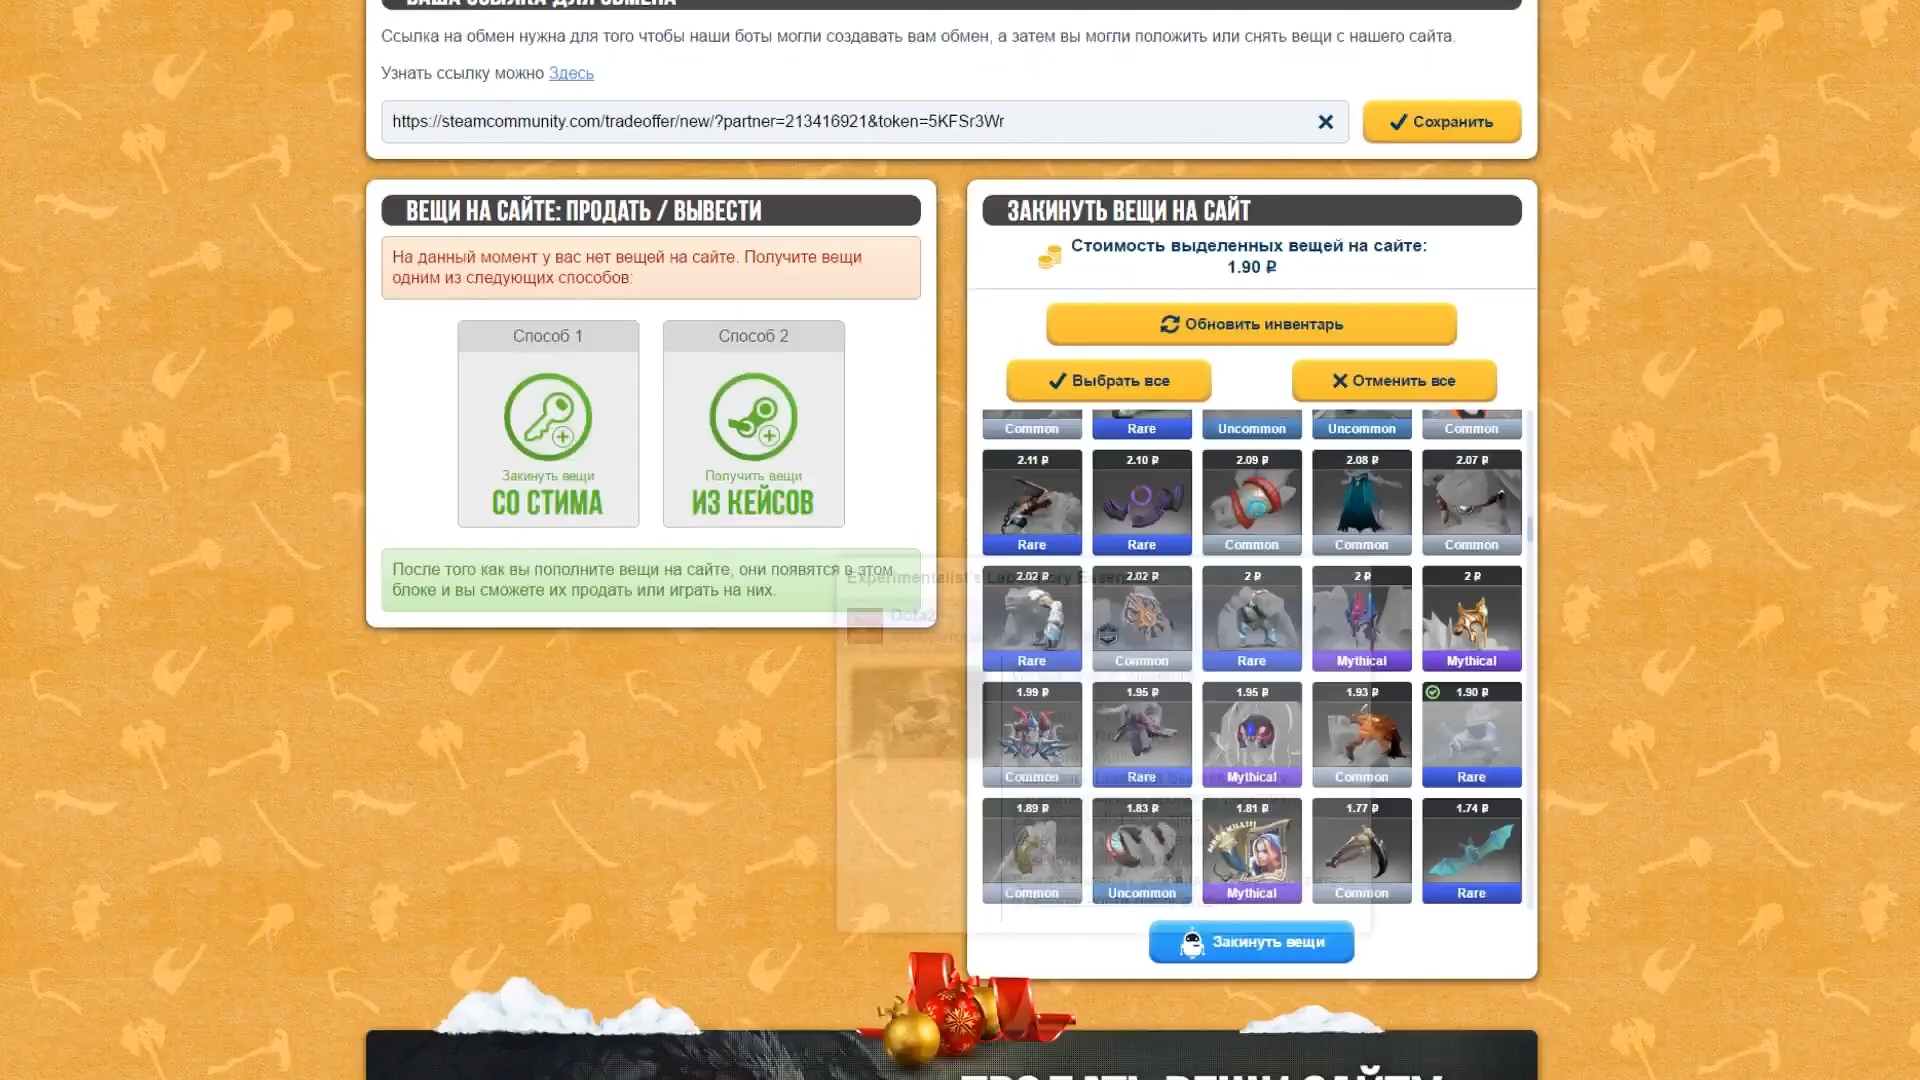 ВАША ССЫЛКА ДЛЯ ОБМЕНА
Ссылка на обмен нужна для того чтобы наши боты могли создавать вам обмен, а затем вы могли положить или снять вещи с нашего сайта.
Узнать ссылку можно Здесь
https://steamcommunity.com/tradeoffer/new/?partner=213416921&token=5KFSr3Wr
Сохранить
ВЕЩИ НА САЙТЕ: ПРОДАТЬ / ВЫВЕСТИ
На данный момент у вас нет вещей на сайте. Получите вещи
одним из следующих способов:
Способ 1
Закинуть вещи
СО СТИМА
Способ 2
Получить вещи
ИЗ КЕЙСОВ
После того как вы пополните вещи на сайте, они появятся в этом
блоке и вы сможете их продать или играть на них.
ЗАКИНУТЬ ВЕЩИ НА САЙТ
Стоимость выделенных вещей на сайте:
1.90 ₽
Обновить инвентарь
Выбрать все
Отменить все
Common Rare Uncommon Uncommon Common
2.11 ₽ 2.10 ₽ 2.09 ₽ 2.08 ₽ 2.07 ₽
Rare Rare Common Common Common
2.02 ₽ 2.02 ₽ 2 ₽ 2 ₽ 2 ₽
Rare Common Rare Mythical Mythical
1.99 ₽ 1.95 ₽ 1.95 ₽ 1.93 ₽ 1.90 ₽
Common Rare Mythical Common Rare
1.89 ₽ 1.83 ₽ 1.81 ₽ 1.77 ₽ 1.74 ₽
Common Uncommon Mythical Common Rare
Закинуть вещи